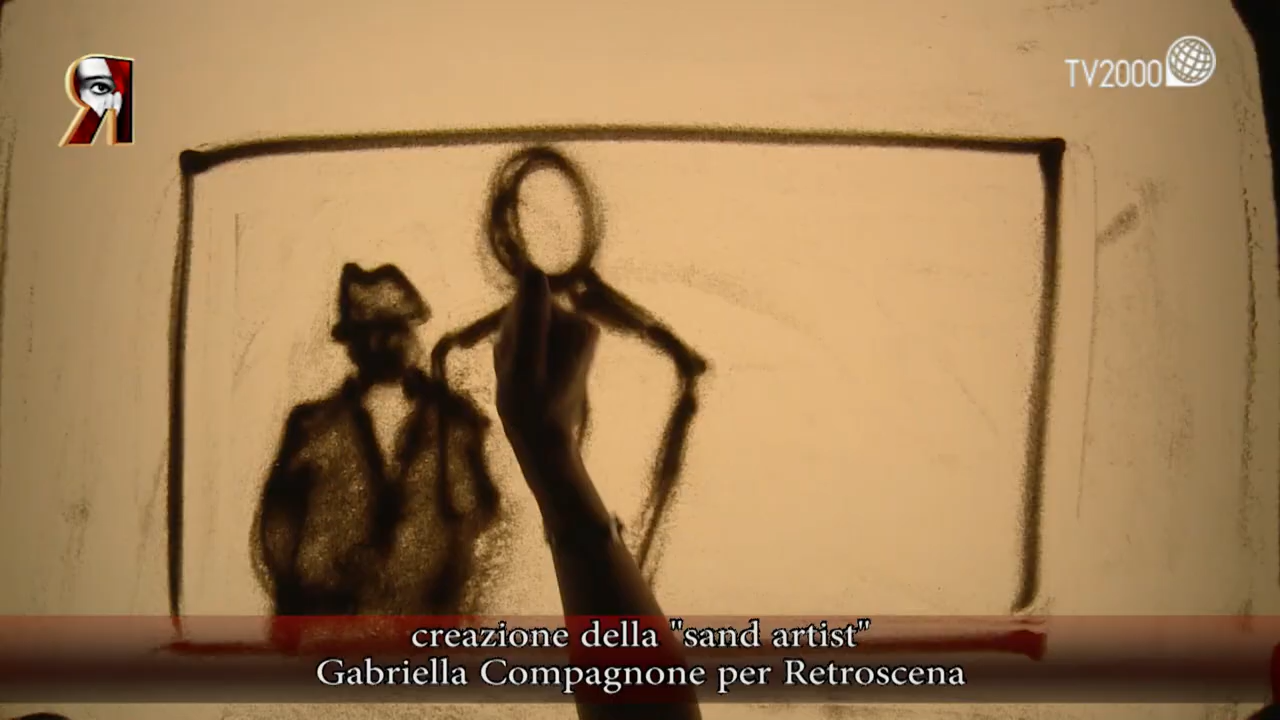 TV2000
creazione della "sand artist"
Gabriella Compagnone per Retroscena